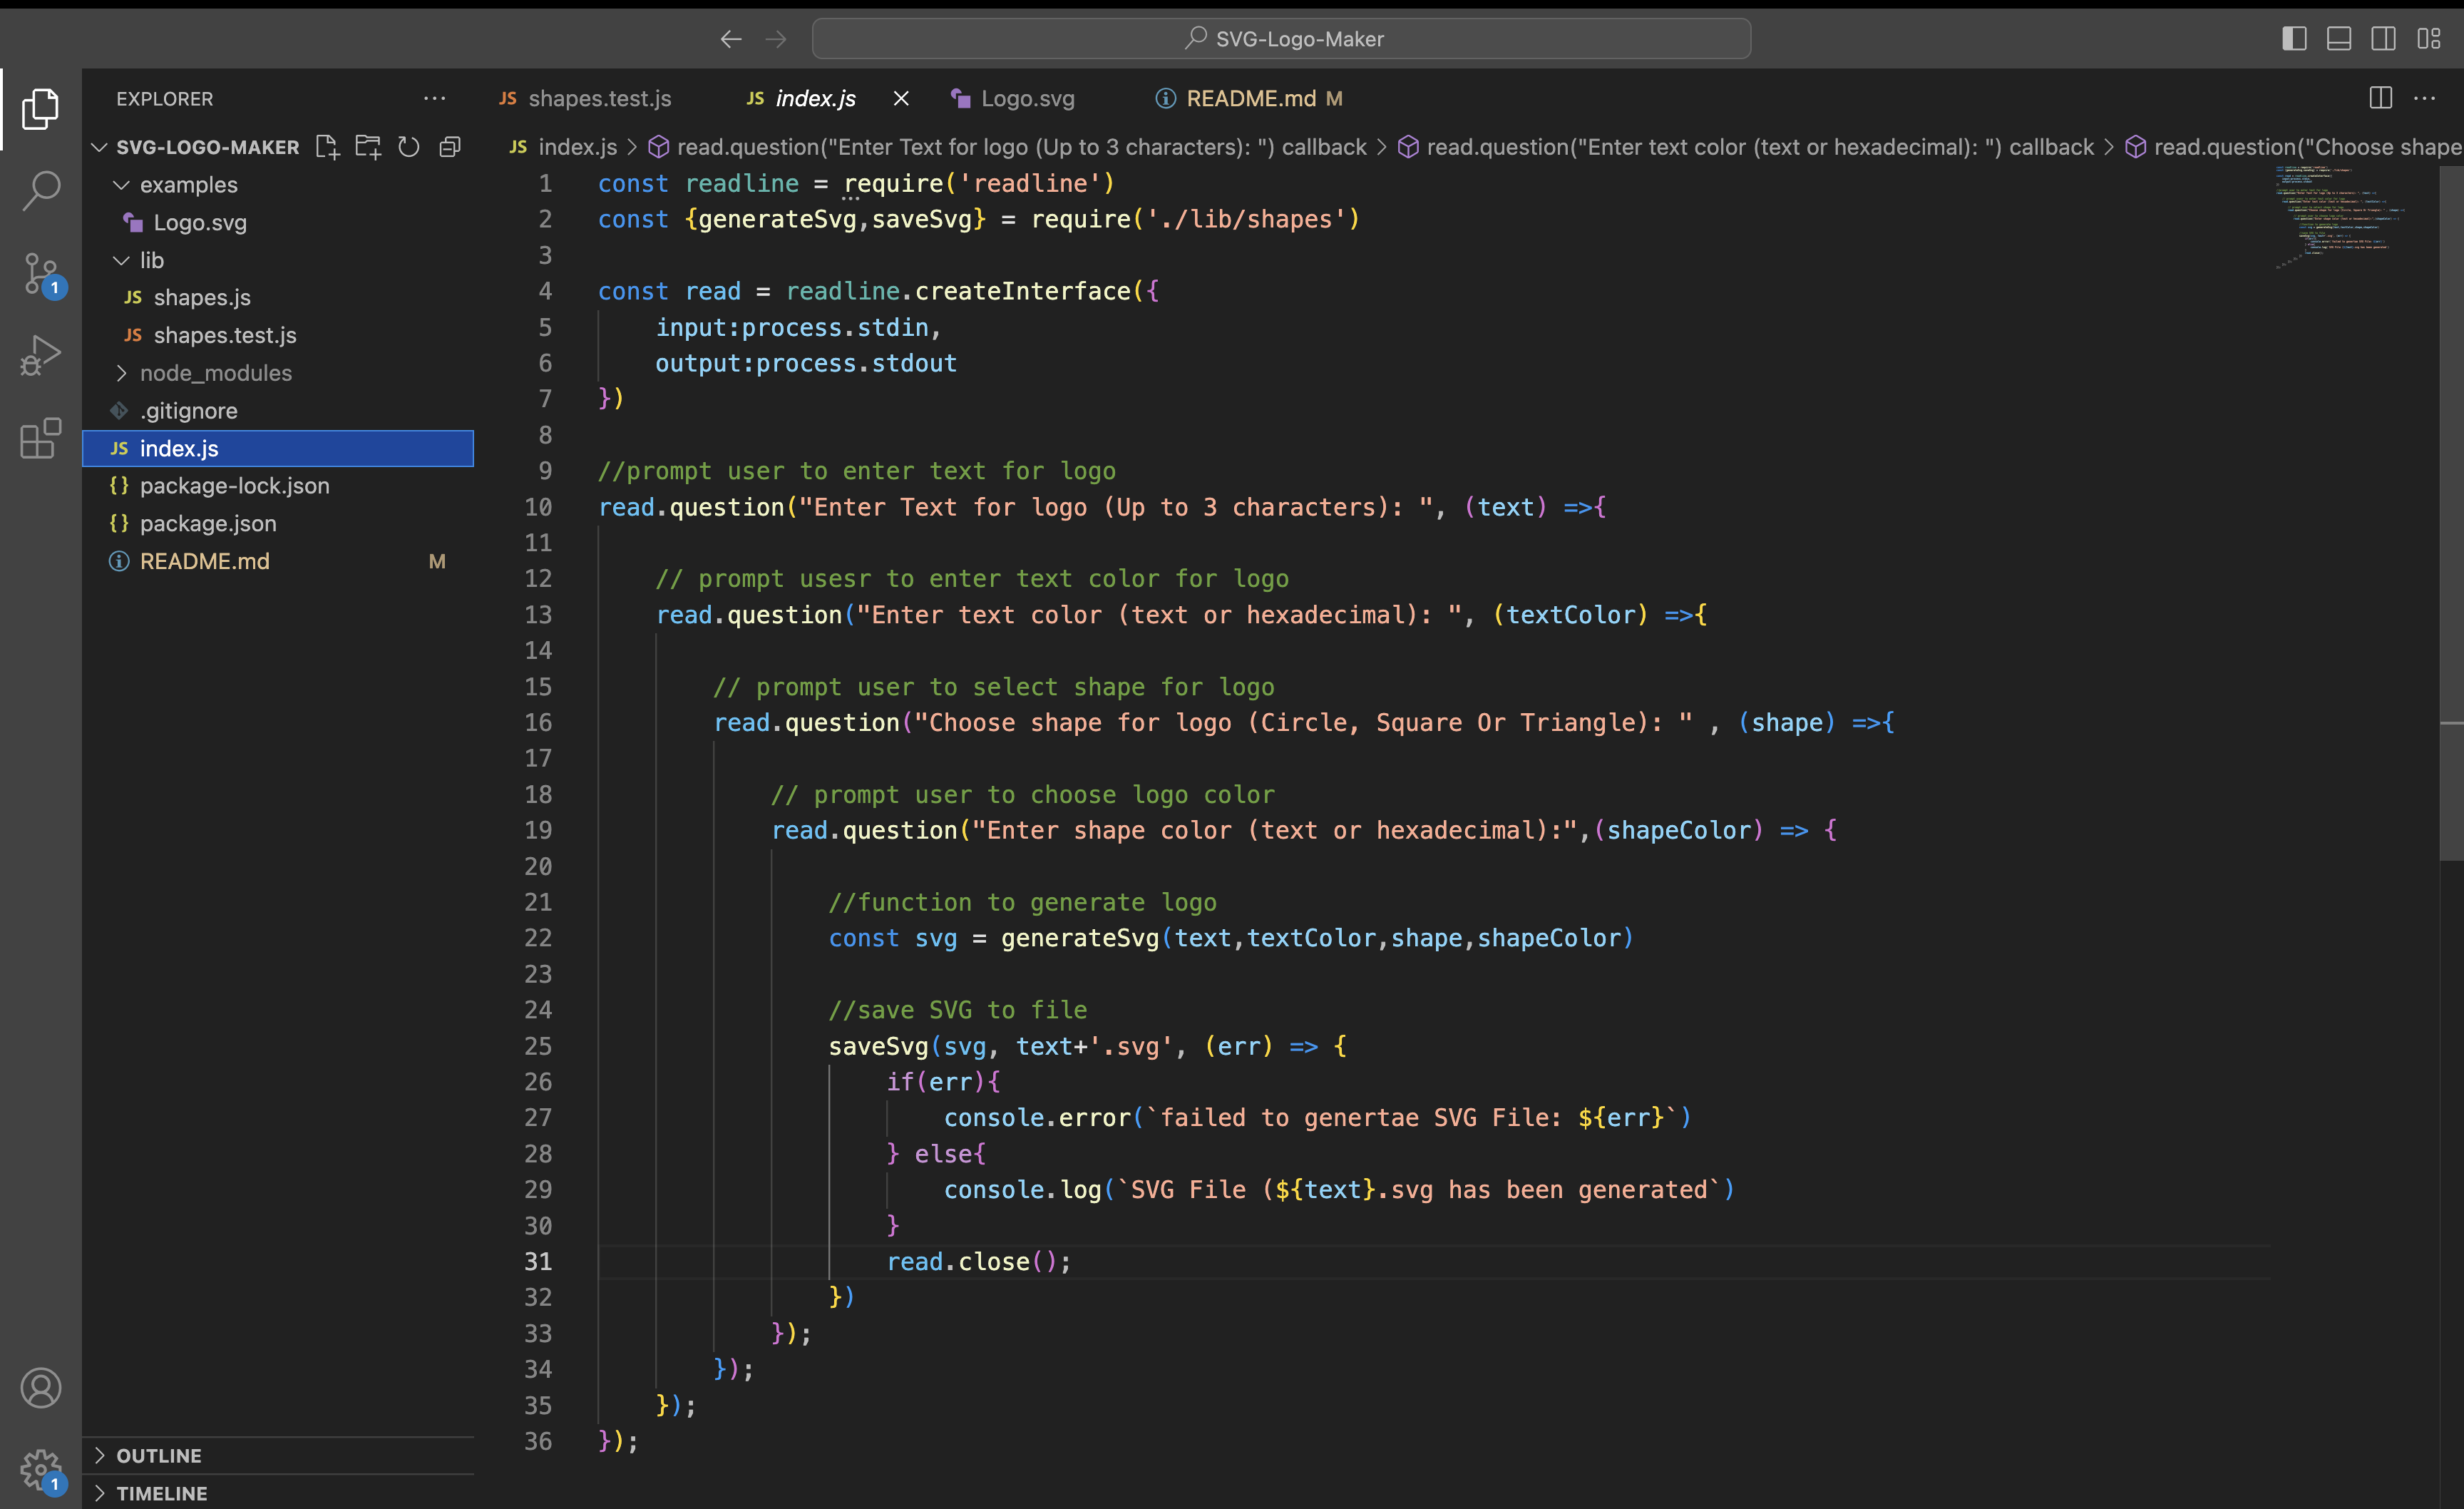 SVG-Logo-Maker
EXPLORER
SVG-LOGO-MAKER
examples
Logo.svg
lib
JS shapes.js
JS shapes.test.js
node_modules
.gitignore
JS index.js
{} package-lock.json
{} package.json
README.md M
1
OUTLINE
1
TIMELINE
JS shapes.test.js
JS index.js
Logo.svg
README.md M
JS index.js > read.question("Enter Text for logo (Up to 3 characters): ") callback > read.question("Enter text color (text or hexadecimal): ") callback > read.question("Choose shape
1 const readline = require('readline')
2 const {generateSvg,saveSvg} = require('./lib/shapes')
3
4 const read = readline.createInterface({
5     input:process.stdin,
6     output:process.stdout
7 })
8
9 //prompt user to enter text for logo
10 read.question("Enter Text for logo (Up to 3 characters): ", (text) =>{
11
12     // prompt usesr to enter text color for logo
13     read.question("Enter text color (text or hexadecimal): ", (textColor) =>{
14
15         // prompt user to select shape for logo
16         read.question("Choose shape for logo (Circle, Square Or Triangle): " , (shape) =>{
17
18             // prompt user to choose logo color
19             read.question("Enter shape color (text or hexadecimal):",(shapeColor) => {
20
21                 //function to generate logo
22                 const svg = generateSvg(text,textColor,shape,shapeColor)
23
24                 //save SVG to file
25                 saveSvg(svg, text+'.svg', (err) => {
26                     if(err){
27                         console.error(`failed to genertae SVG File: ${err}`)
28                     } else{
29                         console.log(`SVG File (${text}.svg has been generated`)
30                     }
31                     read.close();
32                 })
33             });
34         });
35     });
36 });